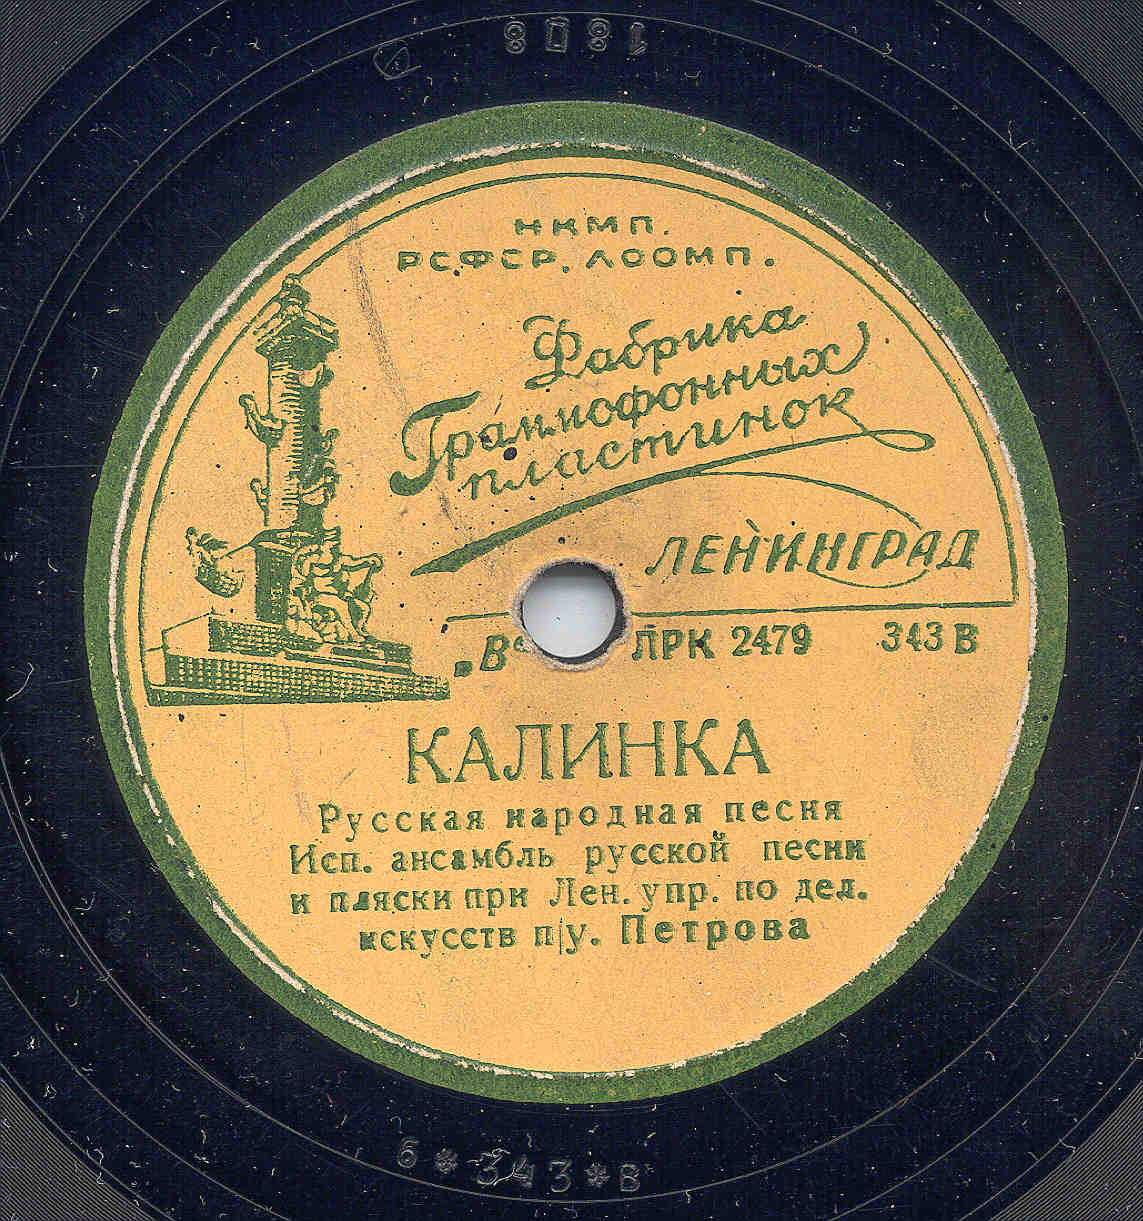 1808
НКМП.
РСФСР. ЛООМП.
Фабрика
Граммофонных
пластинок
ЛЕНИНГРАД
ЛРК 2479 343 В
КАЛИНКА
Русская народная песня
Исп. ансамбль русской песни
и пляски при Лен. упр. по дел.
искусств п/у. Петрова
6*343*В